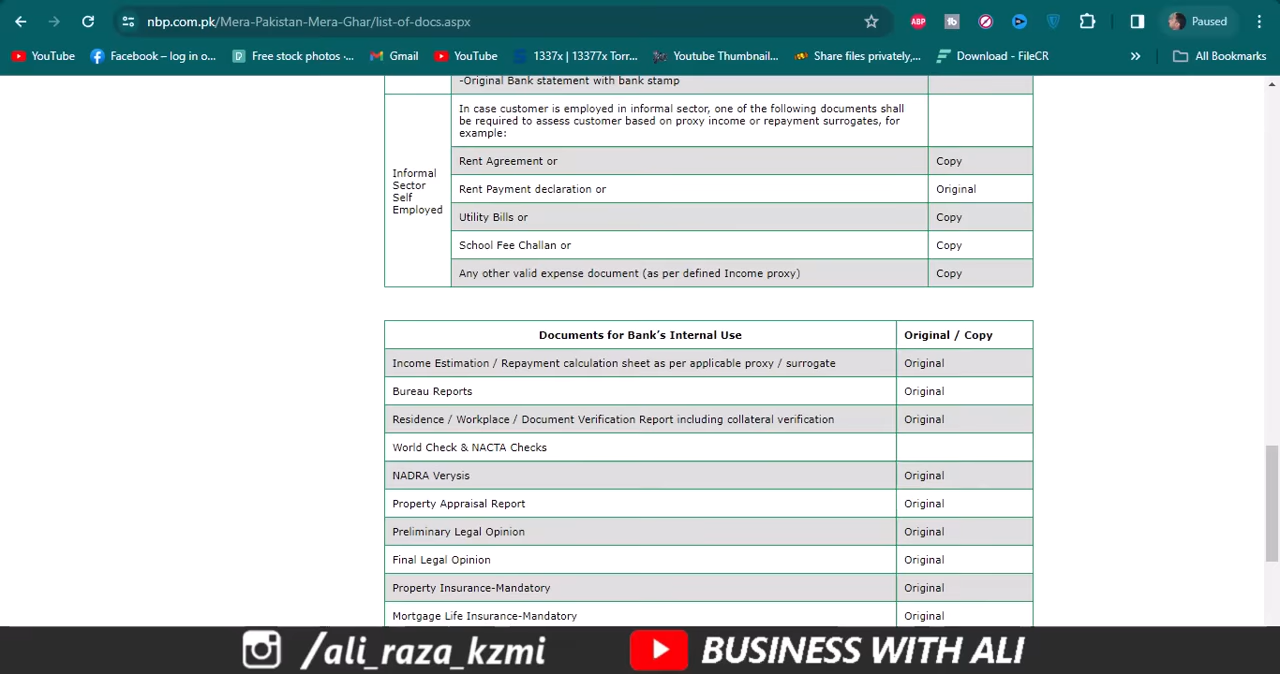 nbp.com.pk/Mera-Pakistan-Mera-Ghar/list-of-docs.aspx
ABP
Paused
YouTube
Facebook – log in o...
Free stock photos -...
Gmail
YouTube
1337x | 13377x Torr...
Youtube Thumbnail...
Share files privately,...
Download - FileCR
»
All Bookmarks
-Original Bank statement with bank stamp
Informal
Sector
Self
Employed
In case customer is employed in informal sector, one of the following documents shall
be required to assess customer based on proxy income or repayment surrogates, for
example:
Rent Agreement or Copy
Rent Payment declaration or Original
Utility Bills or Copy
School Fee Challan or Copy
Any other valid expense document (as per defined Income proxy) Copy
Documents for Bank’s Internal Use Original / Copy
Income Estimation / Repayment calculation sheet as per applicable proxy / surrogate Original
Bureau Reports Original
Residence / Workplace / Document Verification Report including collateral verification Original
World Check & NACTA Checks
NADRA Verysis Original
Property Appraisal Report Original
Preliminary Legal Opinion Original
Final Legal Opinion Original
Property Insurance-Mandatory Original
Mortgage Life Insurance-Mandatory Original
/ali_raza_kzmi BUSINESS WITH ALI